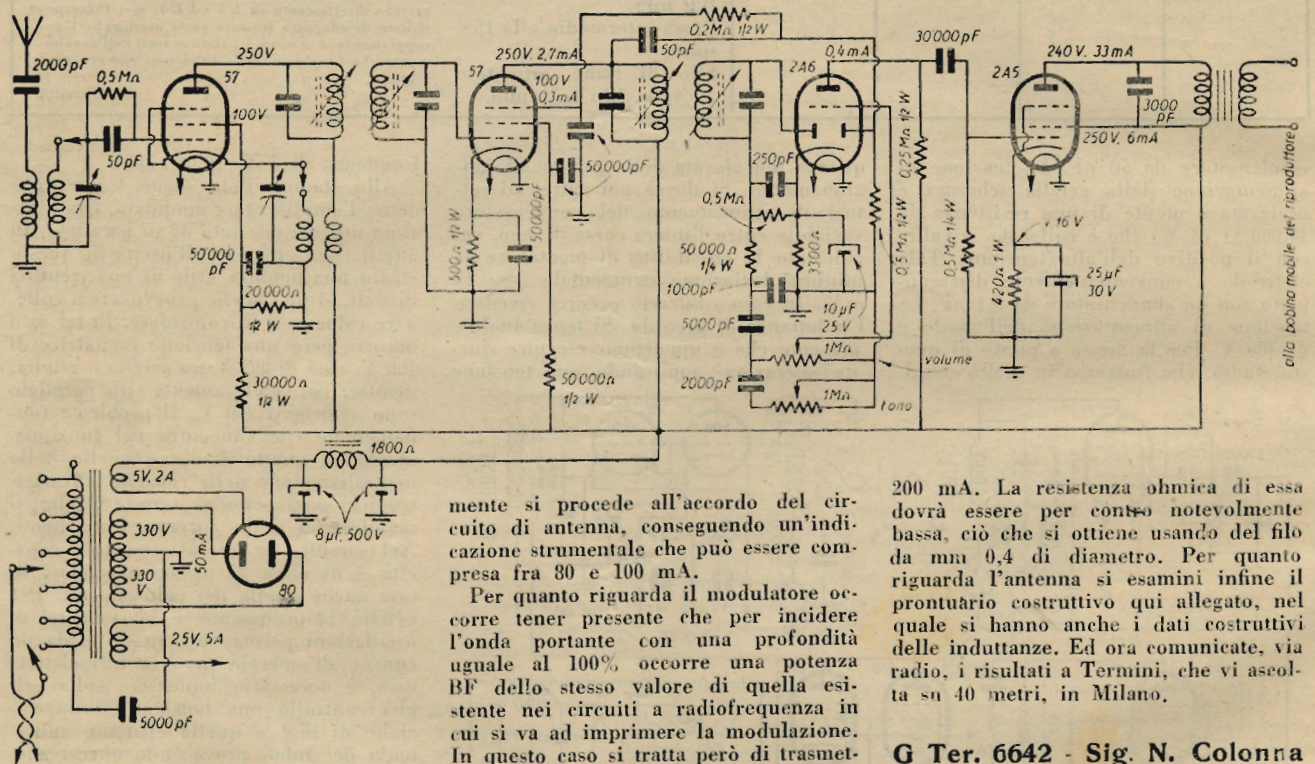 2000pF
0,5 MΩ
50pF
250V
57
100V
50000 pF
20000Ω
1/2 W
30000Ω
1/2 W
250V. 2,7mA
57
100V
0,3mA
50000pF
50000pF
500Ω 1/2 W
50000Ω
1/2 W
0,2MΩ 1/2W
50pF
0,4mA
2A6
250pF
0,5MΩ
50000Ω
1/4 W
3300Ω
1000pF
10µF
25V
5000pF
1MΩ
volume
2000pF
1MΩ
tono
0,5MΩ 1/2W
0,25MΩ 1/2W
30000pF
0,5MΩ 1/4W
240V. 33mA
2A5
3000 pF
250V. 6mA
16V
420Ω 1W
25µF
30V
alla bobina mobile del riproduttore
1800Ω
8µF. 500V
5V. 2A
330V
330 V
50mA
80
2,5V. 5A
5000pF
mente si procede all'accordo del cir-
cuito di antenna, conseguendo un'indi-
cazione strumentale che può essere com-
presa fra 80 e 100 mA.
Per quanto riguarda il modulatore oc-
corre tener presente che per incidere
l'onda portante con una profondità
uguale al 100% occorre una potenza
BF dello stesso valore di quella esi-
stente nei circuiti a radiofrequenza in
cui si va ad imprimere la modulazione.
In questo caso si tratta però di trasmet-
200 mA. La resistenza ohmica di essa
dovrà essere per contro notevolmente
bassa, ciò che si ottiene usando del filo
da mm 0,4 di diametro. Per quanto
riguarda l'antenna si esamini infine il
prontuario costruttivo qui allegato, nel
quale si hanno anche i dati costruttivi
delle induttanze. Ed ora comunicate, via
radio, i risultati a Termini, che vi ascol-
ta su 40 metri, in Milano.
G Ter. 6642 - Sig. N. Colonna